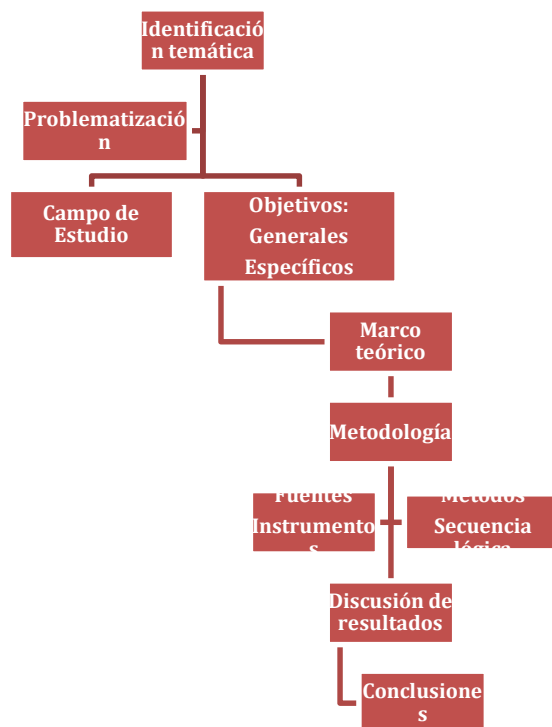 Identificació
n temática
Problematizació
n
Campo de
Estudio
Objetivos:
Generales
Específicos
Marco
teórico
Metodología
Fuentes
Instrumento
s
Métodos
Secuencia
lógica
Discusión de
resultados
Conclusione
s